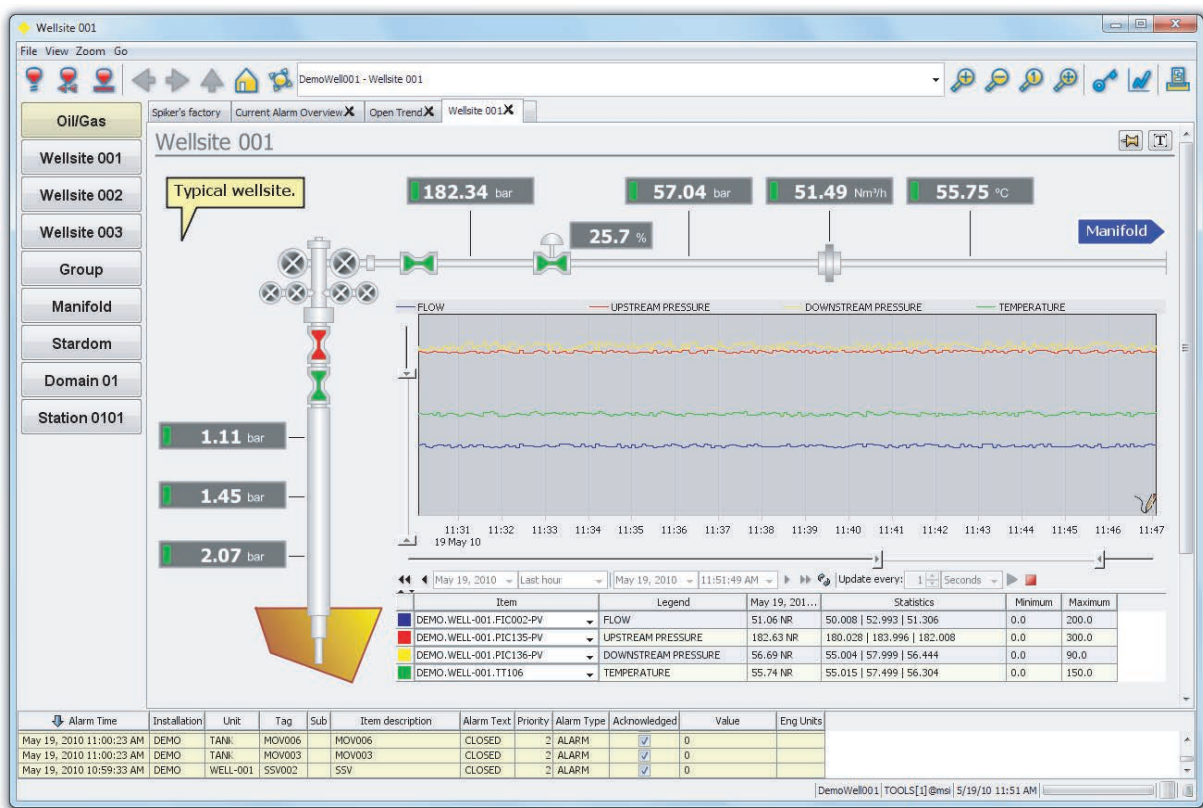 Wellsite 001
File View Zoom Go
DemoWell001 - Wellsite 001
Oil/Gas
Wellsite 001
Wellsite 002
Wellsite 003
Group
Manifold
Stardom
Domain 01
Station 0101
Spiker's factory Current Alarm Overview Open Trend Wellsite 001
Wellsite 001
T
Typical wellsite.
182.34 bar 57.04 bar 51.49 Nm³/h 55.75 °C
25.7 %
Manifold
FLOW UPSTREAM PRESSURE DOWNSTREAM PRESSURE TEMPERATURE
1.11 bar
1.45 bar
2.07 bar
11:31 11:32 11:33 11:34 11:35 11:36 11:37 11:38 11:39 11:40 11:41 11:42 11:43 11:44 11:45 11:46 11:47
19 May 10
May 19, 2010 Last hour May 19, 2010 11:51:49 AM Update every: 1 Seconds
Item Legend May 19, 201... Statistics Minimum Maximum
DEMO.WELL-001.FIC002-PV FLOW 51.06 NR 50.008 | 52.993 | 51.306 0.0 200.0
DEMO.WELL-001.PIC135-PV UPSTREAM PRESSURE 182.63 NR 180.028 | 183.996 | 182.008 0.0 300.0
DEMO.WELL-001.PIC136-PV DOWNSTREAM PRESSURE 56.69 NR 55.004 | 57.999 | 56.444 0.0 90.0
DEMO.WELL-001.TT106 TEMPERATURE 55.74 NR 55.015 | 57.499 | 56.304 0.0 150.0
Alarm Time Installation Unit Tag Sub Item description Alarm Text Priority Alarm Type Acknowledged Value Eng Units
May 19, 2010 11:00:23 AM DEMO TANK MOV006 MOV006 CLOSED 2 ALARM 0
May 19, 2010 11:00:23 AM DEMO TANK MOV003 MOV003 CLOSED 2 ALARM 0
May 19, 2010 10:59:33 AM DEMO WELL-001 SSV002 SSV CLOSED 2 ALARM 0
DemoWell001 TOOLS[1]@msi 5/19/10 11:51 AM